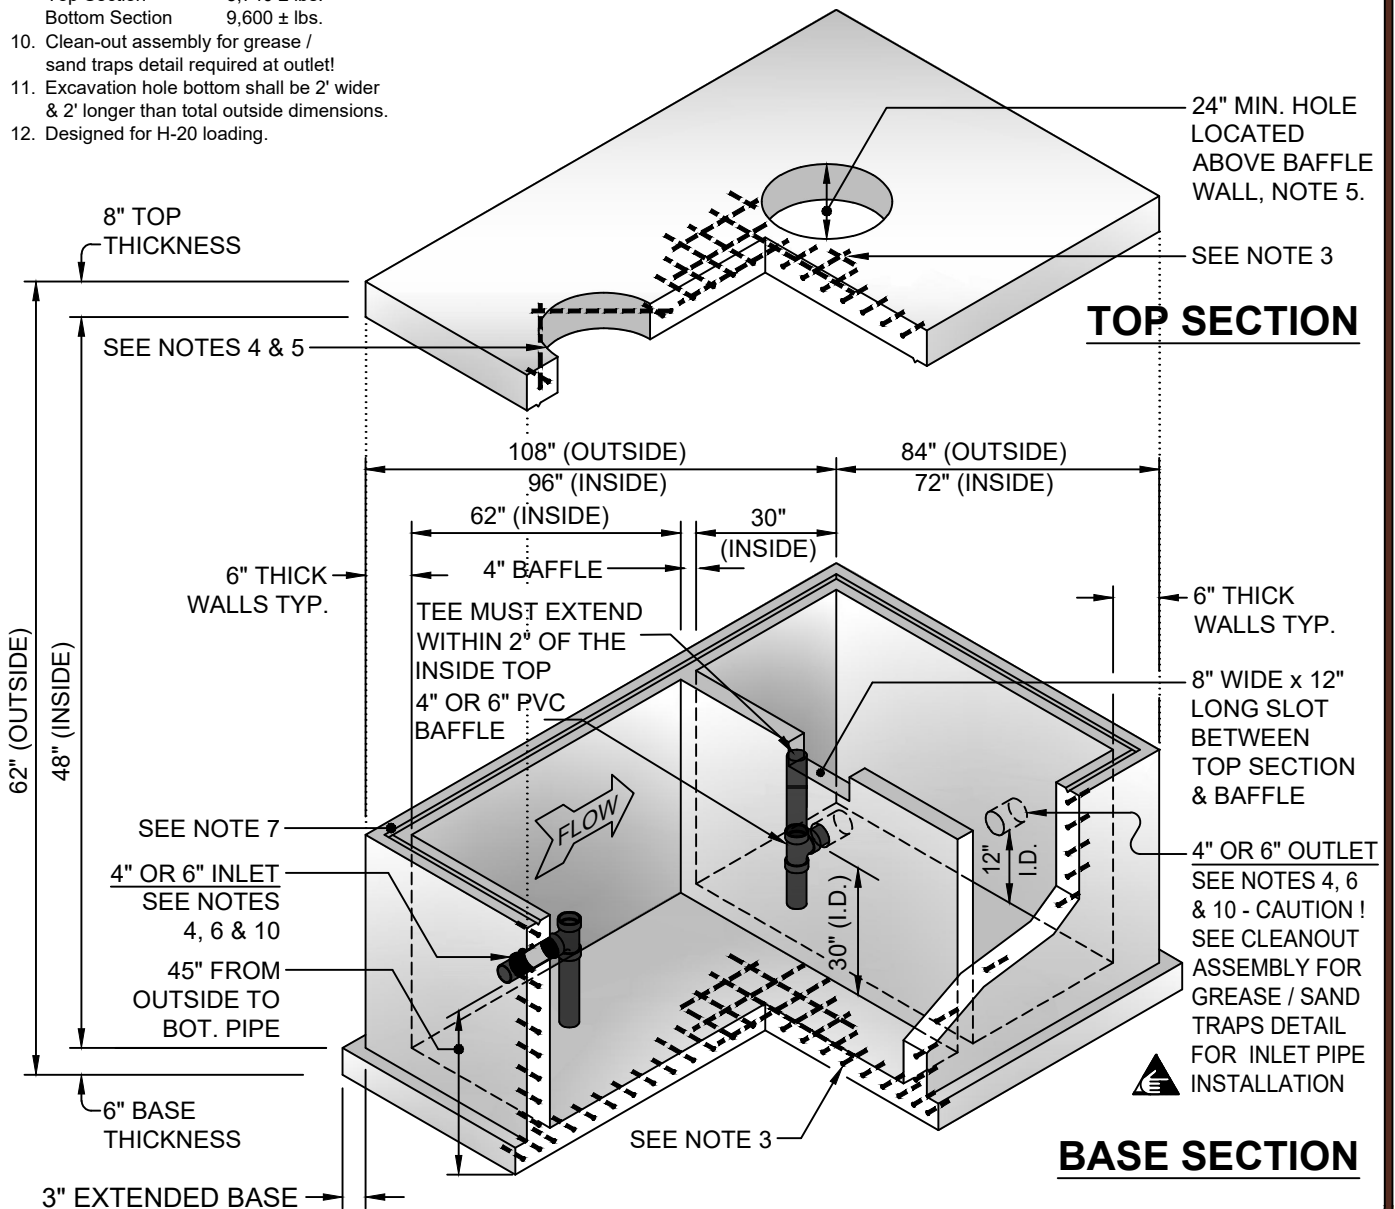 Bottom Section 9,600 ± lbs.
10. Clean-out assembly for grease /
sand traps detail required at outlet!
11. Excavation hole bottom shall be 2' wider
& 2' longer than total outside dimensions.
12. Designed for H-20 loading.
24" MIN. HOLE
LOCATED
ABOVE BAFFLE
WALL, NOTE 5.
8" TOP
THICKNESS
SEE NOTE 3
TOP SECTION
SEE NOTES 4 & 5
108" (OUTSIDE)
96" (INSIDE)
84" (OUTSIDE)
72" (INSIDE)
62" (INSIDE)
30"
(INSIDE)
4" BAFFLE
6" THICK
WALLS TYP.
6" THICK
WALLS TYP.
TEE MUST EXTEND
WITHIN 2" OF THE
INSIDE TOP
4" OR 6" PVC
BAFFLE
8" WIDE x 12"
LONG SLOT
BETWEEN
TOP SECTION
& BAFFLE
62" (OUTSIDE)
48" (INSIDE)
FLOW
SEE NOTE 7
4" OR 6" INLET
SEE NOTES
4, 6 & 10
45" FROM
OUTSIDE TO
BOT. PIPE
12"
I.D.
30" (I.D.)
4" OR 6" OUTLET
SEE NOTES 4, 6
& 10 - CAUTION !
SEE CLEANOUT
ASSEMBLY FOR
GREASE / SAND
TRAPS DETAIL
FOR INLET PIPE
INSTALLATION
6" BASE
THICKNESS
SEE NOTE 3
BASE SECTION
3" EXTENDED BASE